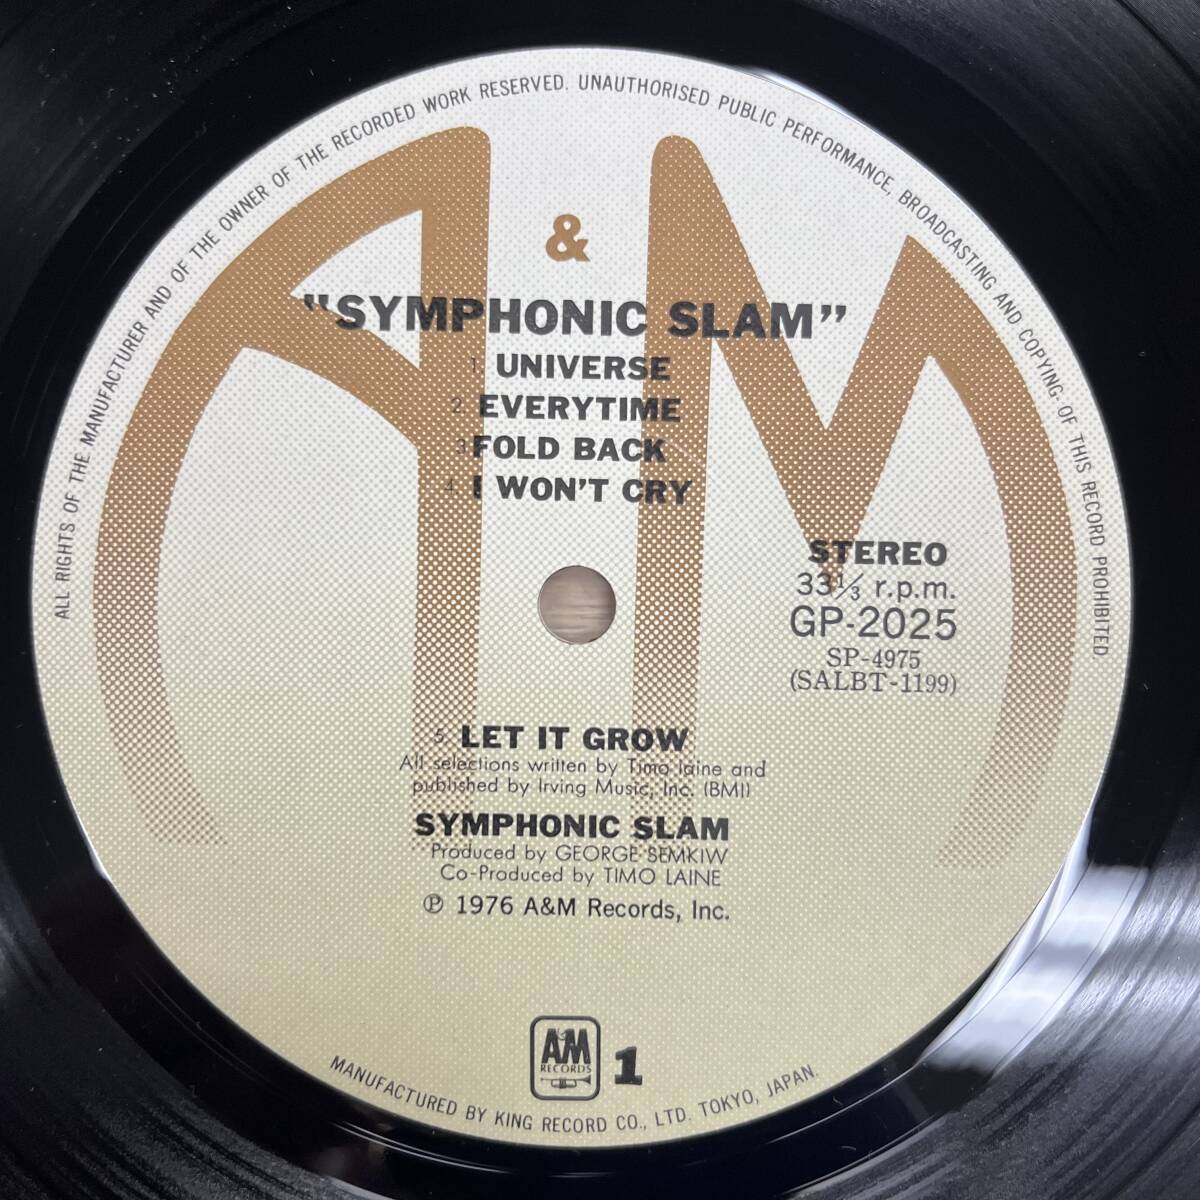 ALL RIGHTS OF THE MANUFACTURER AND OF THE OWNER OF THE RECORDED WORK RESERVED. UNAUTHORISED PUBLIC PERFORMANCE, BROADCASTING AND COPYING- OF THIS RECORD PROHIBITED.
&
"SYMPHONIC SLAM"
1. UNIVERSE
2. EVERYTIME
3 FOLD BACK
4. I WON'T CRY
STEREO
33⅓ r.p.m.
GP-2025
SP-4975
(SALBT-1199)
5. LET IT GROW
All selections written by Timo laine and
published by Irving Music, Inc. (BMI)
SYMPHONIC SLAM
Produced by GEORGE SEMKIW
Co-Produced by TIMO LAINE
℗ 1976 A&M Records, Inc.
A&M
RECORDS
1
MANUFACTURED BY KING RECORD CO., LTD. TOKYO, JAPAN.